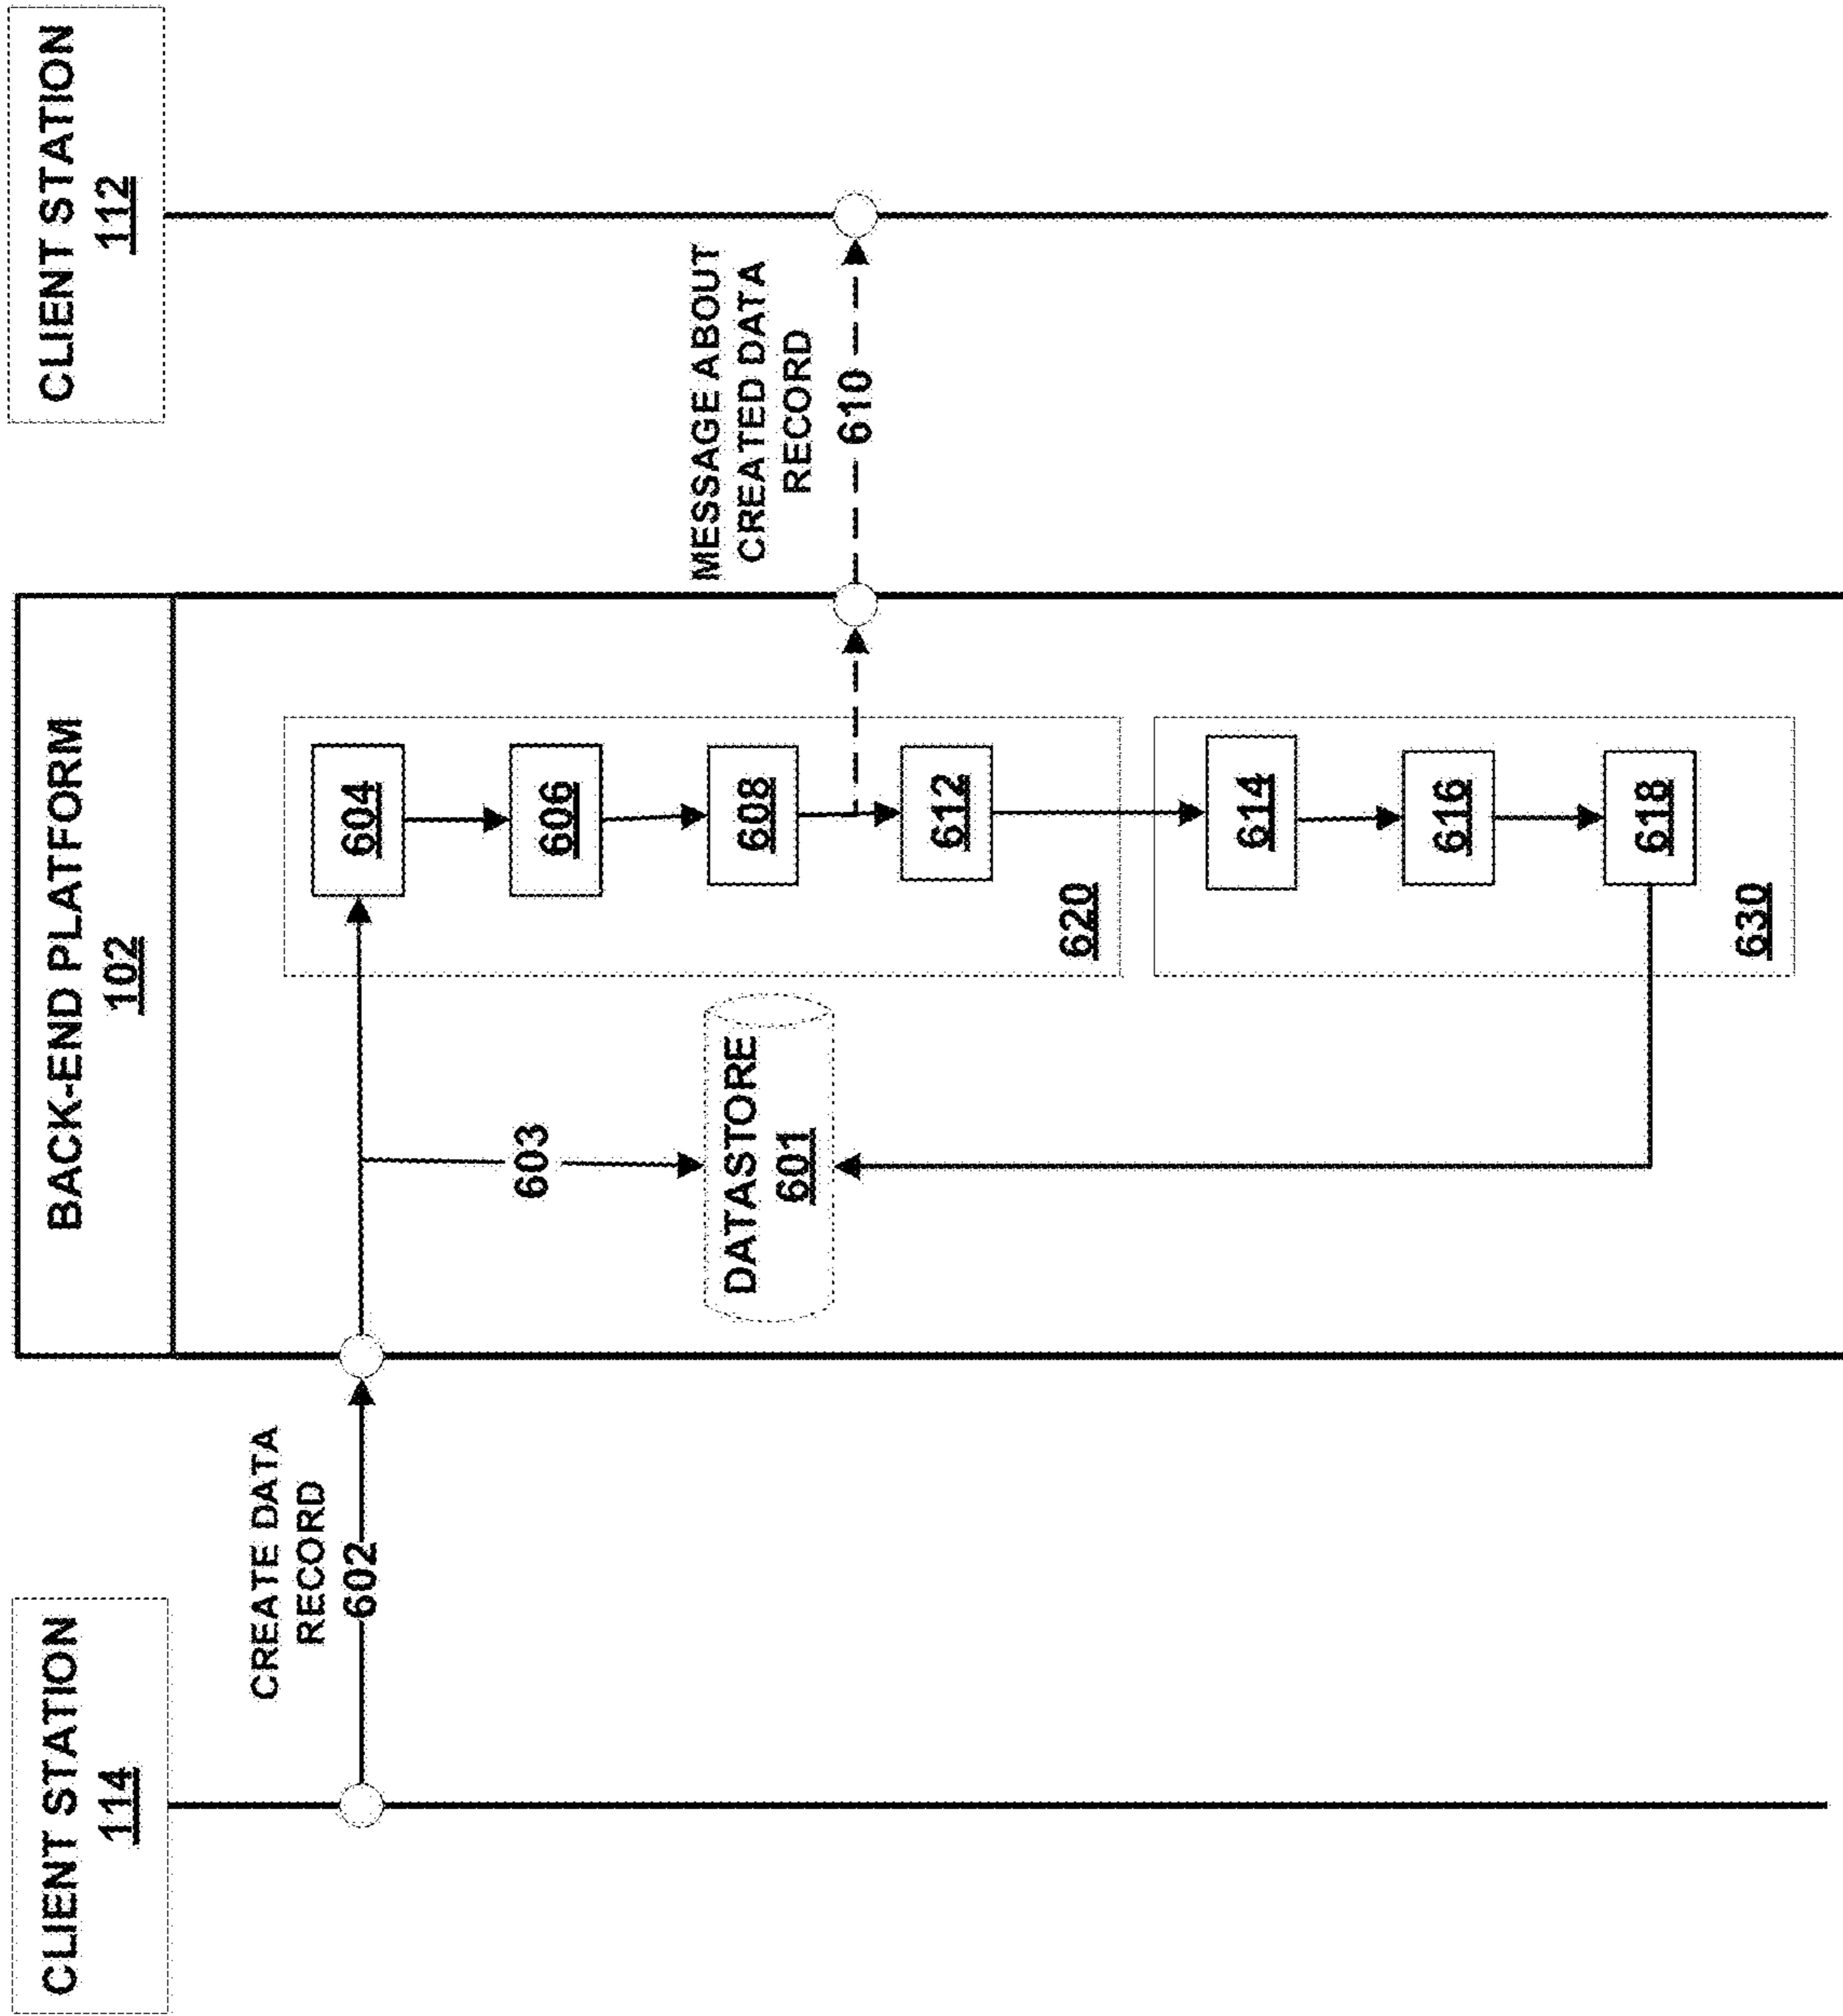 CLIENT STATION
114
BACK-END PLATFORM
102
CLIENT STATION
112
CREATE DATA
RECORD
602
603
DATASTORE
601
604
606
608
612
620
MESSAGE ABOUT
CREATED DATA
RECORD
610
614
616
618
630